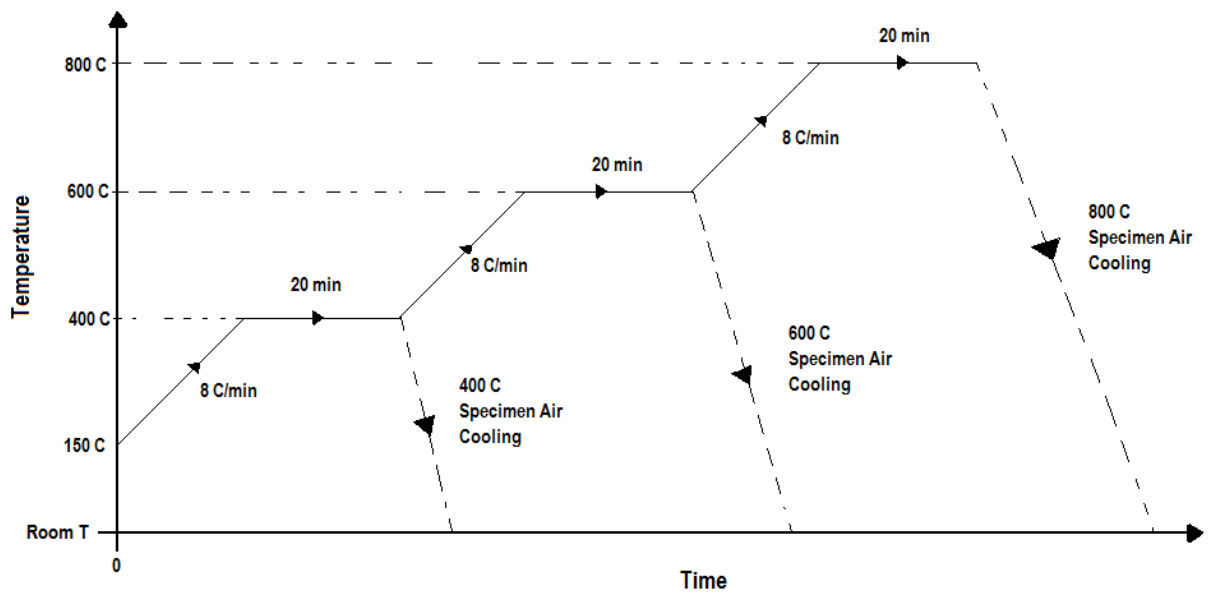 20 min
800 C
8 C/min
20 min
600 C
800 C
Specimen Air
Cooling
8 C/min
20 min
Temperature
400 C
600 C
Specimen Air
Cooling
8 C/min
400 C
Specimen Air
Cooling
150 C
Room T
0
Time